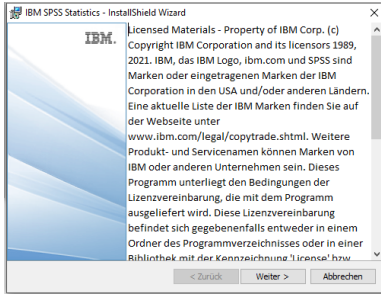 IBM SPSS Statistics - InstallShield Wizard
IBM.
Licensed Materials - Property of IBM Corp. (c)
Copyright IBM Corporation and its licensors 1989,
2021. IBM, das IBM Logo, ibm.com und SPSS sind
Marken oder eingetragenen Marken der IBM
Corporation in den USA und/oder anderen Ländern.
Eine aktuelle Liste der IBM Marken finden Sie auf
der Webseite unter
www.ibm.com/legal/copytrade.shtml. Weitere
Produkt- und Servicenamen können Marken von
IBM oder anderen Unternehmen sein. Dieses
Programm unterliegt den Bedingungen der
Lizenzvereinbarung, die mit dem Programm
ausgeliefert wird. Diese Lizenzvereinbarung
befindet sich gegebenenfalls entweder in einem
Ordner des Programmverzeichnisses oder in einer
Bibliothek mit der Kennzeichnung 'License' bzw
< Zurück
Weiter >
Abbrechen